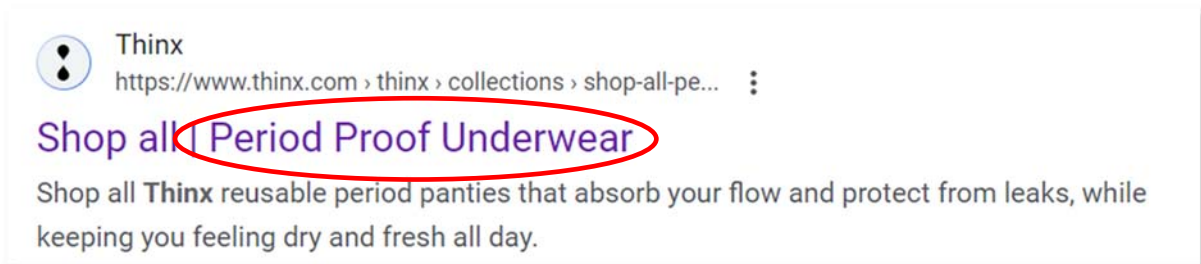 Thinx
https://www.thinx.com › thinx › collections › shop-all-pe...
Shop all | Period Proof Underwear
Shop all Thinx reusable period panties that absorb your flow and protect from leaks, while
keeping you feeling dry and fresh all day.